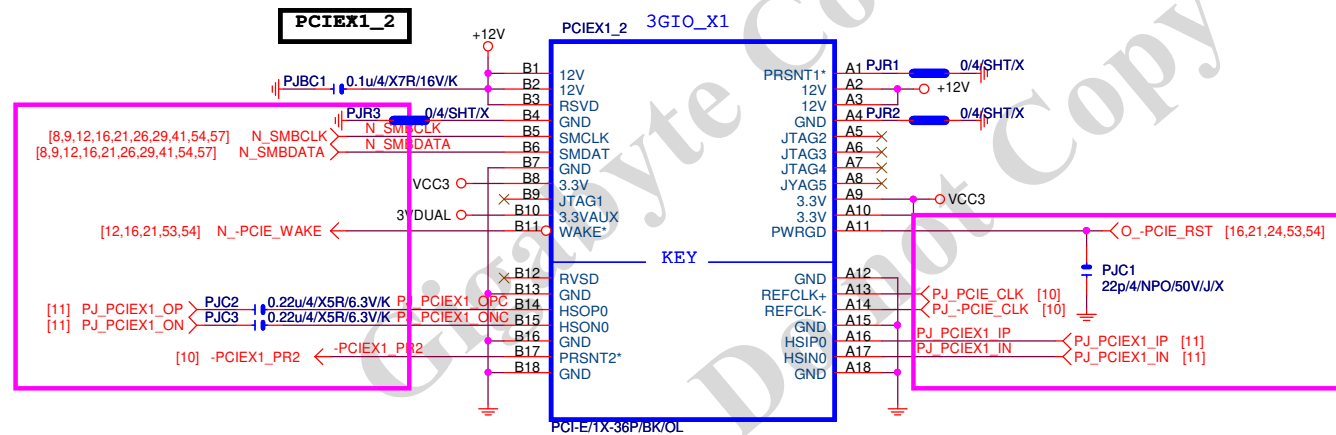 PCIEX1_2
PCIEX1_2 3GIO_X1
+12V
PJBC1 0.1u/4/X7R/16V/K
B1 12V
B2 12V
B3 RSVD
PJR3 0/4/SHT/X B4 GND
[8,9,12,16,21,26,29,41,54,57] N_SMBCLK N_SMBCLK B5 SMCLK
[8,9,12,16,21,26,29,41,54,57] N_SMBDATA N_SMBDATA B6 SMDAT
B7 GND
VCC3 B8 3.3V
B9 JTAG1
3VDUAL B10 3.3VAUX
[12,16,21,53,54] N_-PCIE_WAKE B11 WAKE*
KEY
B12 RVSD
B13 GND
[11] PJ_PCIEX1_OP PJC2 0.22u/4/X5R/6.3V/K PJ_PCIEX1_OPC B14 HSOP0
[11] PJ_PCIEX1_ON PJC3 0.22u/4/X5R/6.3V/K PJ_PCIEX1_ONC B15 HSON0
B16 GND
[10] -PCIEX1_PR2 -PCIEX1_PR2 B17 PRSNT2*
B18 GND
PRSNT1* A1 PJR1 0/4/SHT/X
12V A2 +12V
12V A3
GND A4 PJR2 0/4/SHT/X
JTAG2 A5
JTAG3 A6
JTAG4 A7
JYAG5 A8
3.3V A9 VCC3
3.3V A10
PWRGD A11 O_-PCIE_RST [16,21,24,53,54]
PJC1
22p/4/NPO/50V/J/X
GND A12
REFCLK+ A13 PJ_PCIE_CLK [10]
REFCLK- A14 PJ_-PCIE_CLK [10]
GND A15
HSIP0 A16 PJ_PCIEX1_IP PJ_PCIEX1_IP [11]
HSIN0 A17 PJ_PCIEX1_IN PJ_PCIEX1_IN [11]
GND A18
PCI-E/1X-36P/BK/OL
Gigabyte Co
Do not Copy